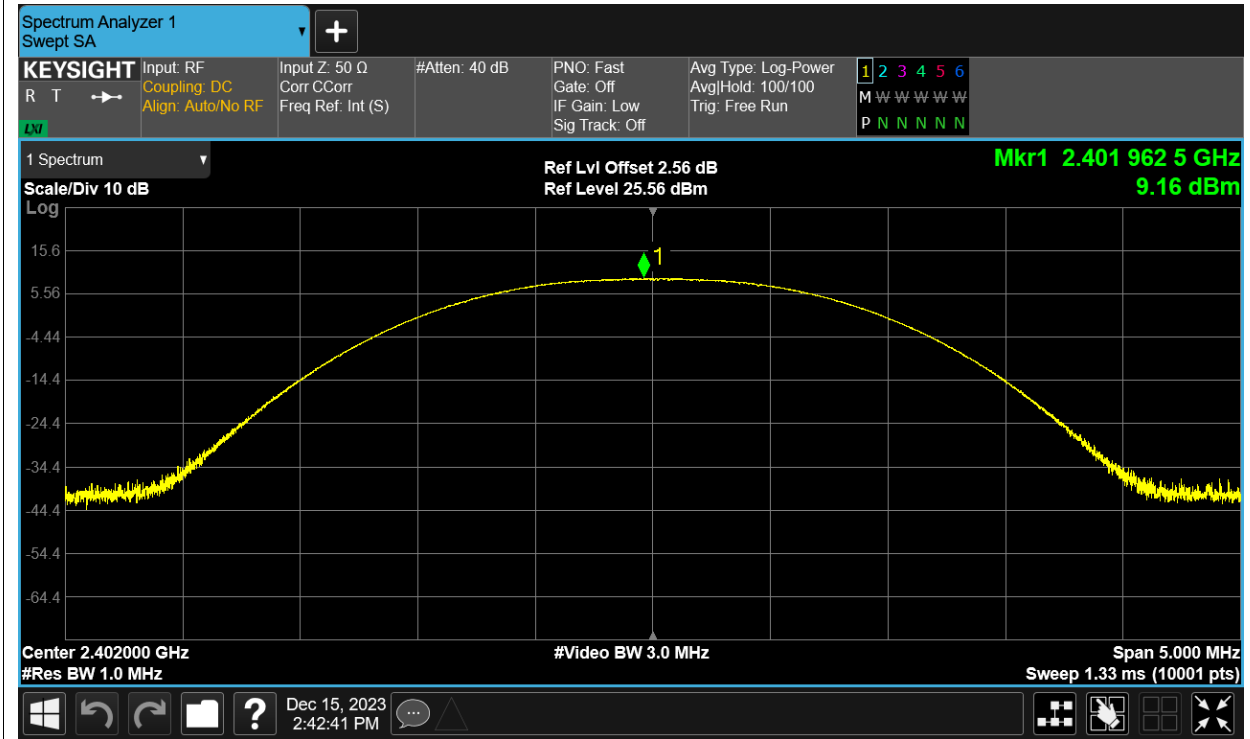 Spectrum Analyzer 1
Swept SA
+
KEYSIGHT
R T
LXI
Input: RF
Coupling: DC
Align: Auto/No RF
Input Z: 50 Ω
Corr CCorr
Freq Ref: Int (S)
#Atten: 40 dB
PNO: Fast
Gate: Off
IF Gain: Low
Sig Track: Off
Avg Type: Log-Power
Avg|Hold: 100/100
Trig: Free Run
1 2 3 4 5 6
M W W W W W W
P N N N N N N
1 Spectrum
Scale/Div 10 dB
Log
Ref Lvl Offset 2.56 dB
Ref Level 25.56 dBm
Mkr1 2.401 962 5 GHz
9.16 dBm
1
15.6
5.56
-4.44
-14.4
-24.4
-34.4
-44.4
-54.4
-64.4
Center 2.402000 GHz
#Res BW 1.0 MHz
#Video BW 3.0 MHz
Span 5.000 MHz
Sweep 1.33 ms (10001 pts)
?
Dec 15, 2023
2:42:41 PM